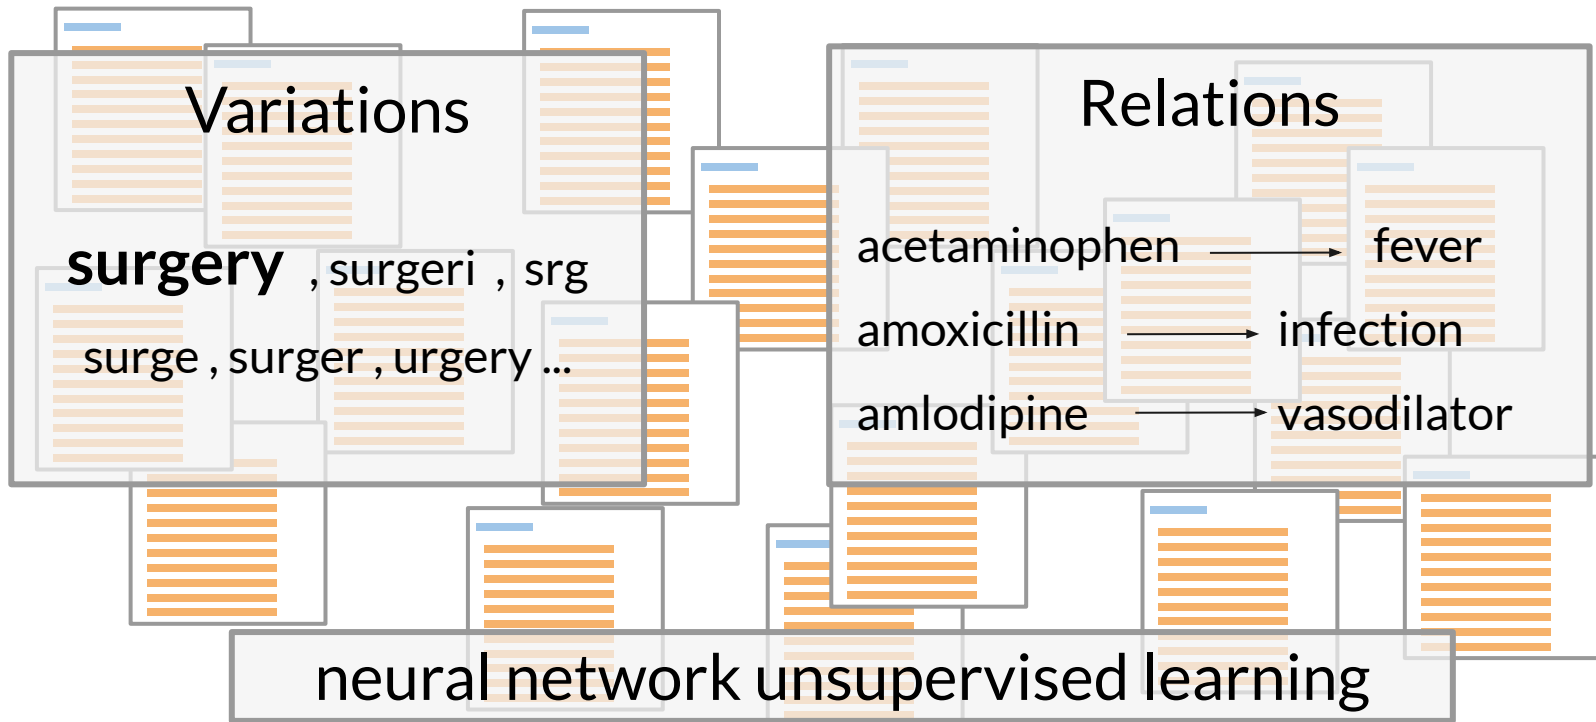 Variations
surgery , surgeri , srg
surge , surger , urgery ...
Relations
acetaminophen → fever
amoxicillin → infection
amlodipine → vasodilator
neural network unsupervised learning